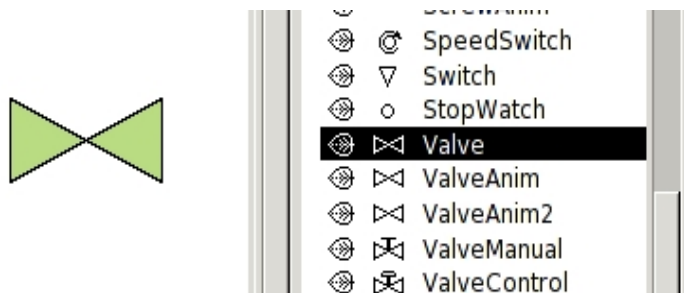 SpeedSwitch
Switch
StopWatch
Valve
ValveAnim
ValveAnim2
ValveManual
ValveControl